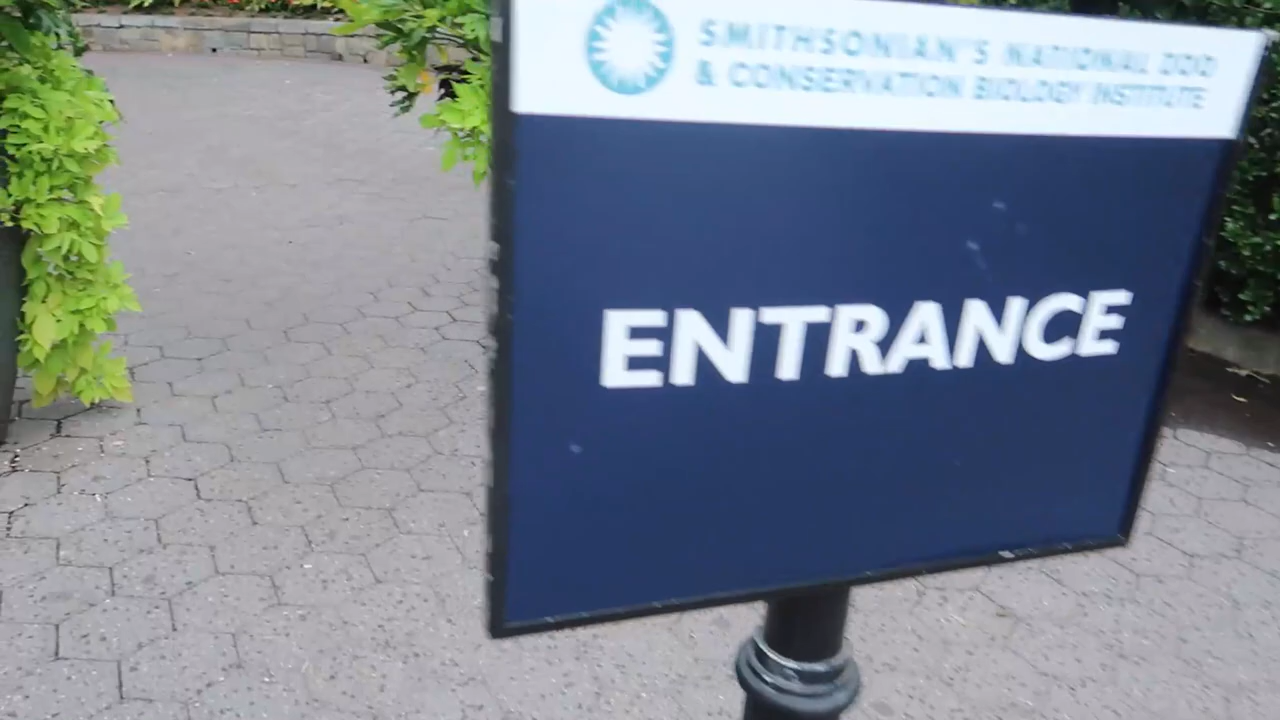 SMITHSONIAN'S NATIONAL ZOO
& CONSERVATION BIOLOGY INSTITUTE
ENTRANCE